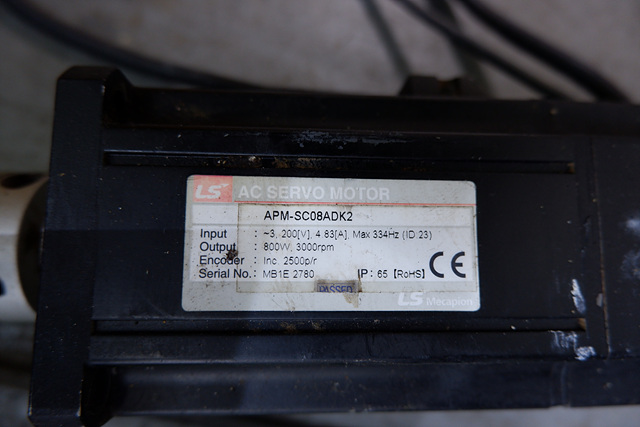 LS AC SERVO MOTOR
APM-SC08ADK2
Input : ~3, 200[V], 4.83[A], Max 334Hz (ID:23)
Output : 800W, 3000rpm
Encoder : Inc. 2500p/r
Serial No. : MB1E 2780 IP : 65 【RoHS】 CE
PASSED
LS Mecapion